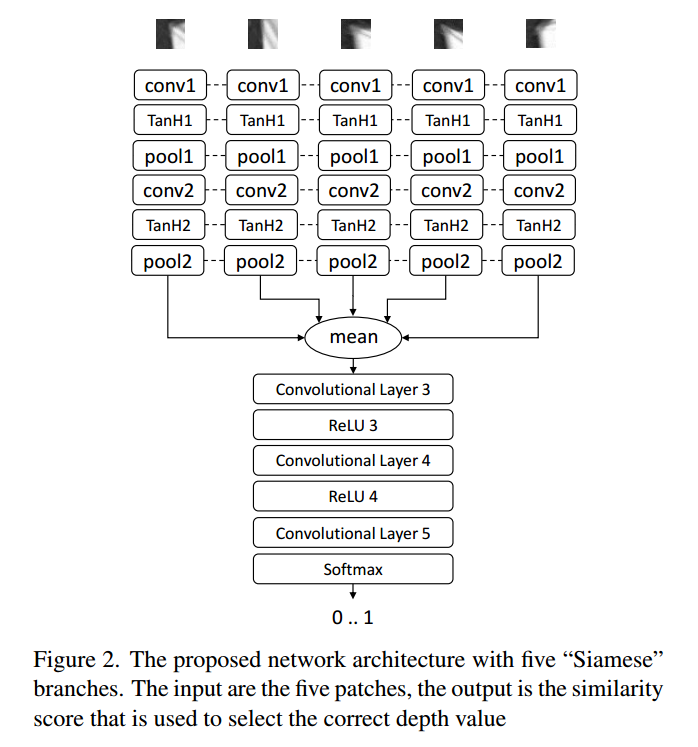 conv1 conv1 conv1 conv1 conv1
TanH1 TanH1 TanH1 TanH1 TanH1
pool1 pool1 pool1 pool1 pool1
conv2 conv2 conv2 conv2 conv2
TanH2 TanH2 TanH2 TanH2 TanH2
pool2 pool2 pool2 pool2 pool2
mean
Convolutional Layer 3
ReLU 3
Convolutional Layer 4
ReLU 4
Convolutional Layer 5
Softmax
0 .. 1
Figure 2. The proposed network architecture with five “Siamese”
branches. The input are the five patches, the output is the similarity
score that is used to select the correct depth value